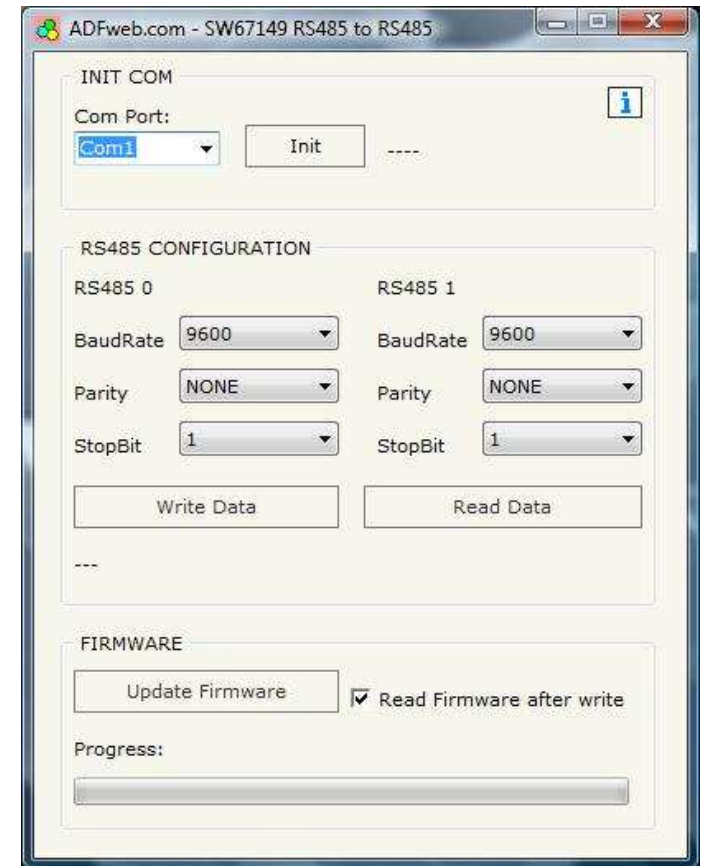 ADFweb.com - SW67149 RS485 to RS485
INIT COM
Com Port:
Com1
Init
----
i
RS485 CONFIGURATION
RS485 0
RS485 1
BaudRate 9600
BaudRate 9600
Parity NONE
Parity NONE
StopBit 1
StopBit 1
Write Data
Read Data
---
FIRMWARE
Update Firmware
Read Firmware after write
Progress: